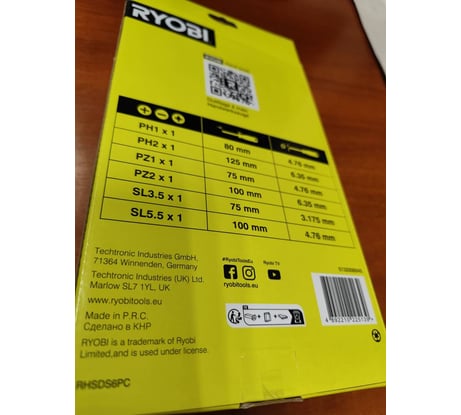 RYOBI
PH1 x 1 80 mm 4.76 mm
PH2 x 1 125 mm 6.35 mm
PZ1 x 1 75 mm 4.76 mm
PZ2 x 1 100 mm 6.35 mm
SL3.5 x 1 75 mm 3.175 mm
SL5.5 x 1 100 mm 4.76 mm
Techtronic Industries GmbH,
71364 Winnenden, Germany
Techtronic Industries (UK) Ltd.
Marlow SL7 1YL, UK
www.ryobitools.eu
Made in P.R.C.
Сделано в КНР
RYOBI is a trademark of Ryobi
Limited,and is used under license.
#RyobiToolsEu
Ryobi TV
ryobitools.eu
RHSDS6PC